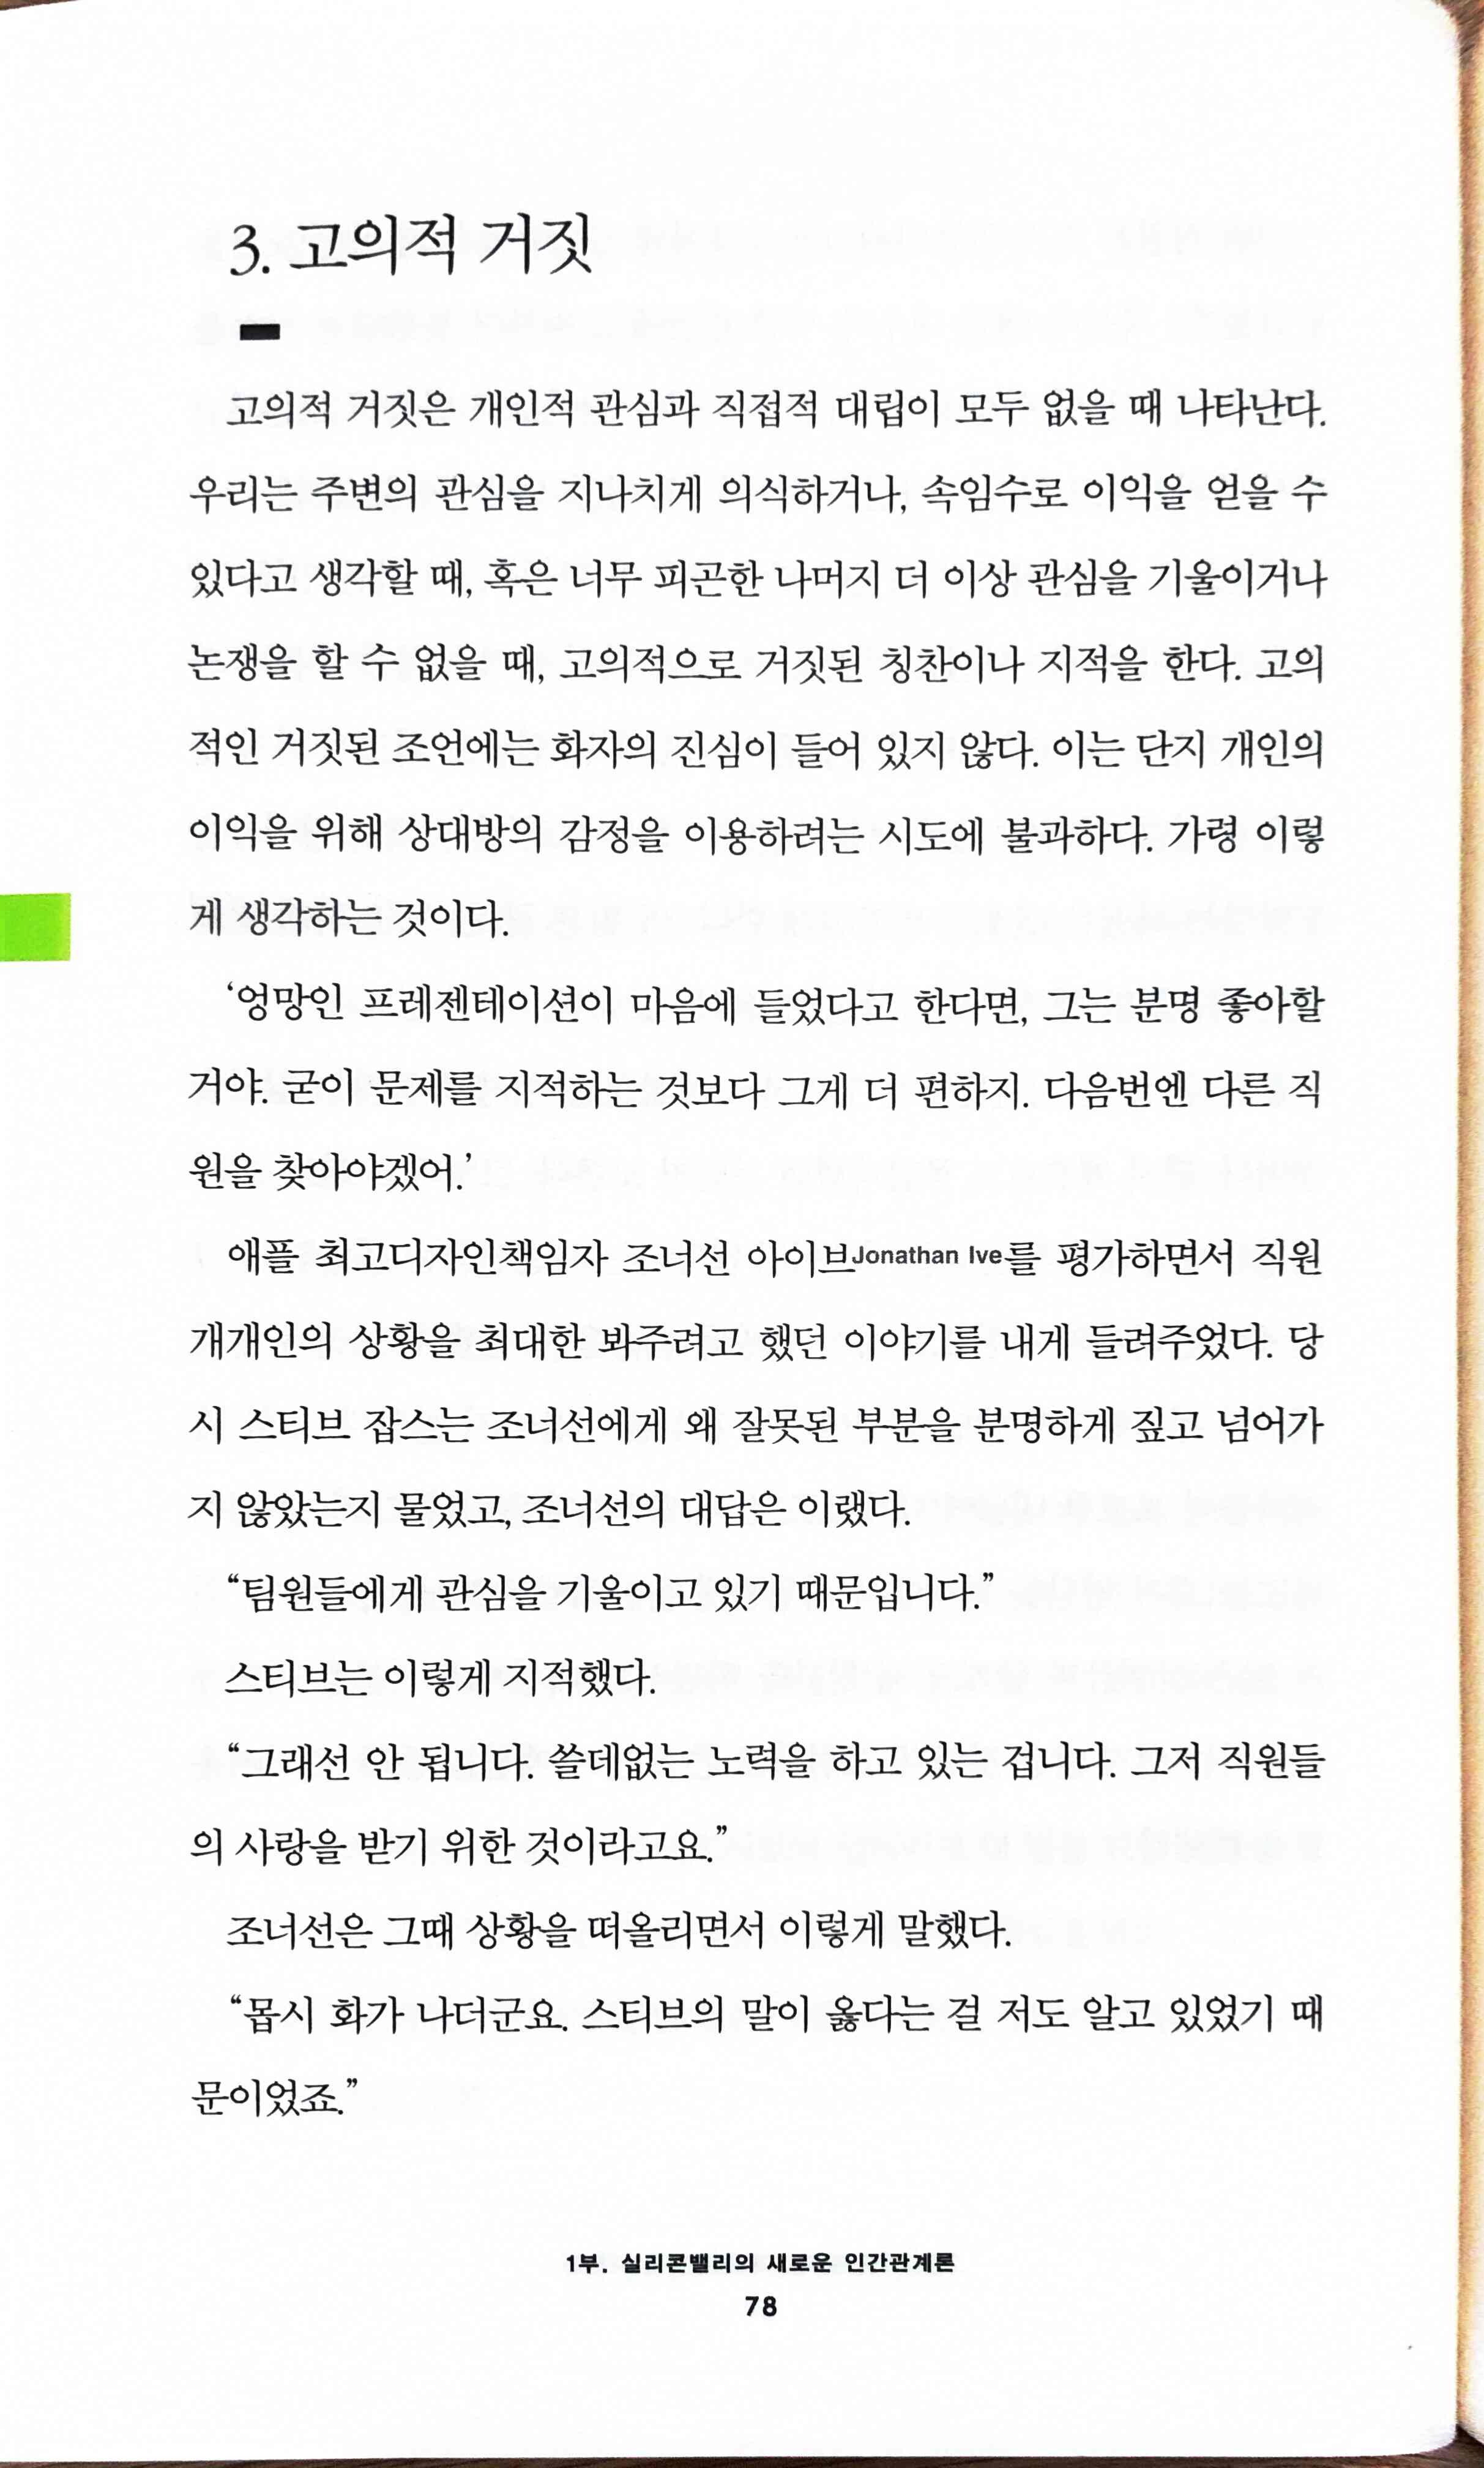 3. 고의적 거짓
고의적 거짓은 개인적 관심과 직접적 대립이 모두 없을 때 나타난다.
우리는 주변의 관심을 지나치게 의식하거나, 속임수로 이익을 얻을 수
있다고 생각할 때, 혹은 너무 피곤한 나머지 더 이상 관심을 기울이거나
논쟁을 할 수 없을 때, 고의적으로 거짓된 칭찬이나 지적을 한다. 고의
적인 거짓된 조언에는 화자의 진심이 들어 있지 않다. 이는 단지 개인의
이익을 위해 상대방의 감정을 이용하려는 시도에 불과하다. 가령 이렇
게 생각하는 것이다.
‘엉망인 프레젠테이션이 마음에 들었다고 한다면, 그는 분명 좋아할
거야. 굳이 문제를 지적하는 것보다 그게 더 편하지. 다음번엔 다른 직
원을 찾아야겠어.’
애플 최고디자인책임자 조너선 아이브Jonathan Ive를 평가하면서 직원
개개인의 상황을 최대한 봐주려고 했던 이야기를 내게 들려주었다. 당
시 스티브 잡스는 조너선에게 왜 잘못된 부분을 분명하게 짚고 넘어가
지 않았는지 물었고, 조너선의 대답은 이랬다.
“팀원들에게 관심을 기울이고 있기 때문입니다.”
스티브는 이렇게 지적했다.
“그래선 안 됩니다. 쓸데없는 노력을 하고 있는 겁니다. 그저 직원들
의 사랑을 받기 위한 것이라고요.”
조너선은 그때 상황을 떠올리면서 이렇게 말했다.
“몹시 화가 나더군요. 스티브의 말이 옳다는 걸 저도 알고 있었기 때
문이었죠.”
1부. 실리콘밸리의 새로운 인간관계론
78